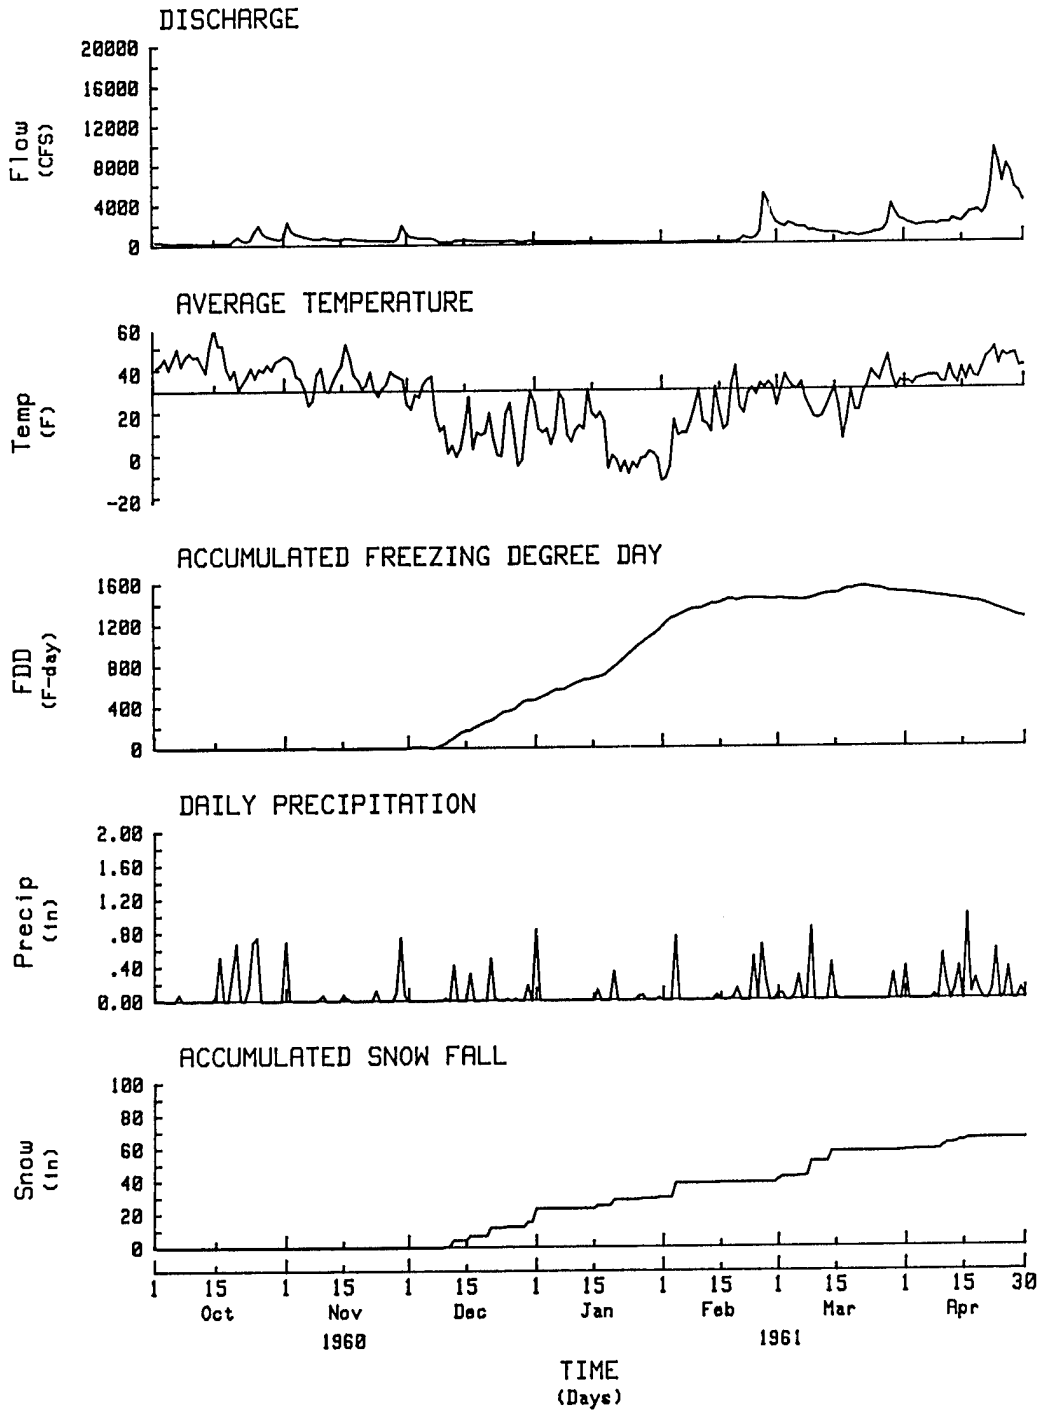 DISCHARGE
20000
16000
12000
8000
4000
0
Flow
(CFS)
AVERAGE TEMPERATURE
60
40
20
0
-20
Temp
(F)
ACCUMULATED FREEZING DEGREE DAY
1600
1200
800
400
0
FDD
(F-day)
DAILY PRECIPITATION
2.00
1.60
1.20
.80
.40
0.00
Precip
(in)
ACCUMULATED SNOW FALL
100
80
60
40
20
0
Snow
(in)
1 15 1 15 1 15 1 15 1 15 1 15 1 15 30
Oct Nov Dec Jan Feb Mar Apr
1960 1961
TIME
(Days)